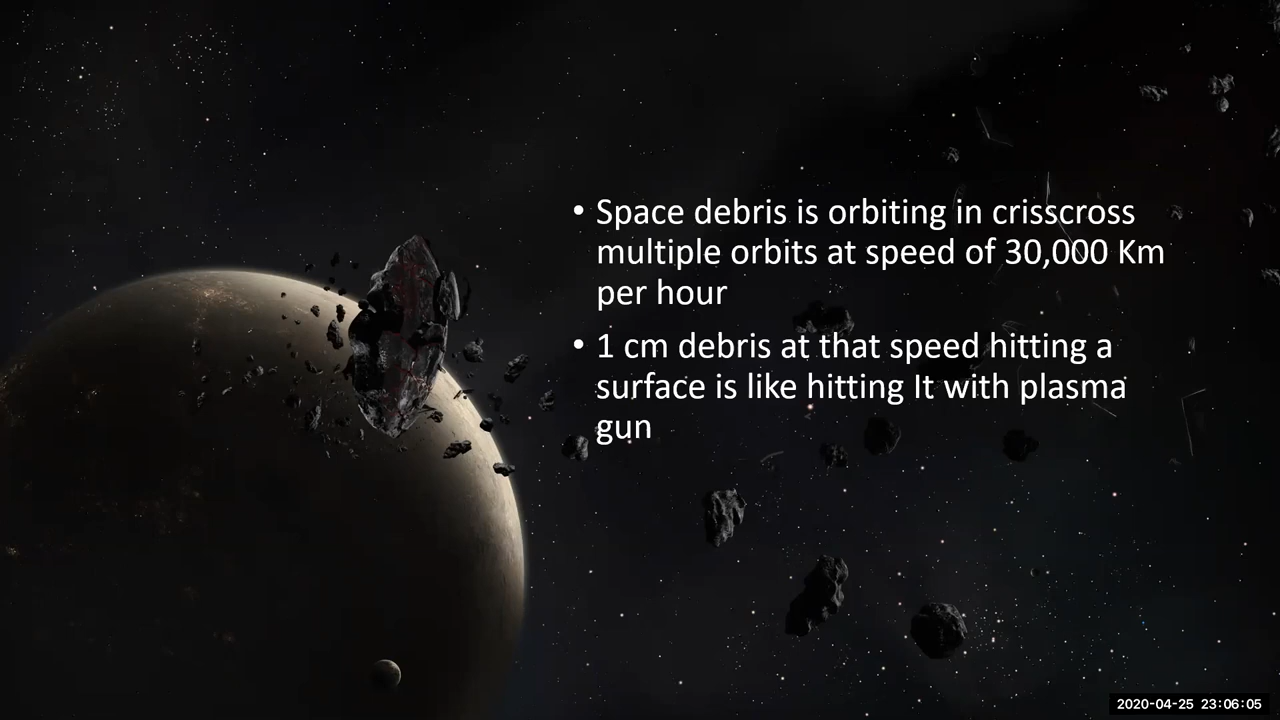 • Space debris is orbiting in crisscross
multiple orbits at speed of 30,000 Km
per hour
• 1 cm debris at that speed hitting a
surface is like hitting It with plasma
gun
2020-04-25 23:06:05